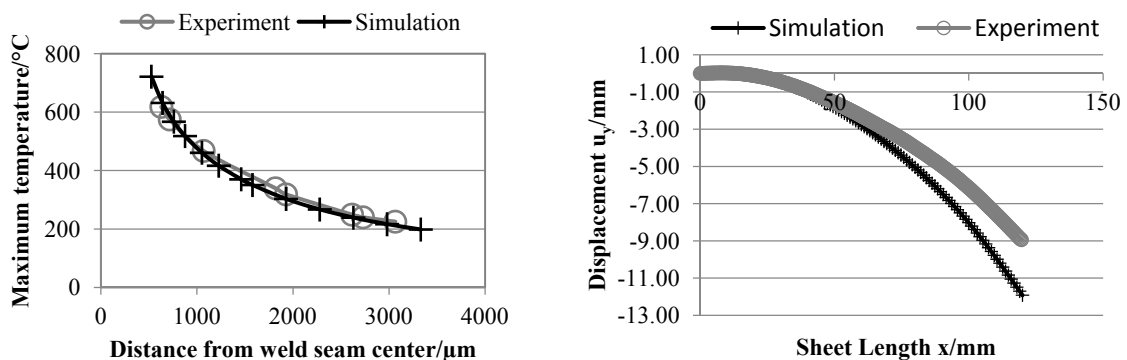 Experiment Simulation
Maximum temperature/°C
800
600
400
200
0
0 1000 2000 3000 4000
Distance from weld seam center/µm
Simulation Experiment
Displacement u_y/mm
1.00
-1.00
-3.00
-5.00
-7.00
-9.00
-11.00
-13.00
0 50 100 150
Sheet Length x/mm